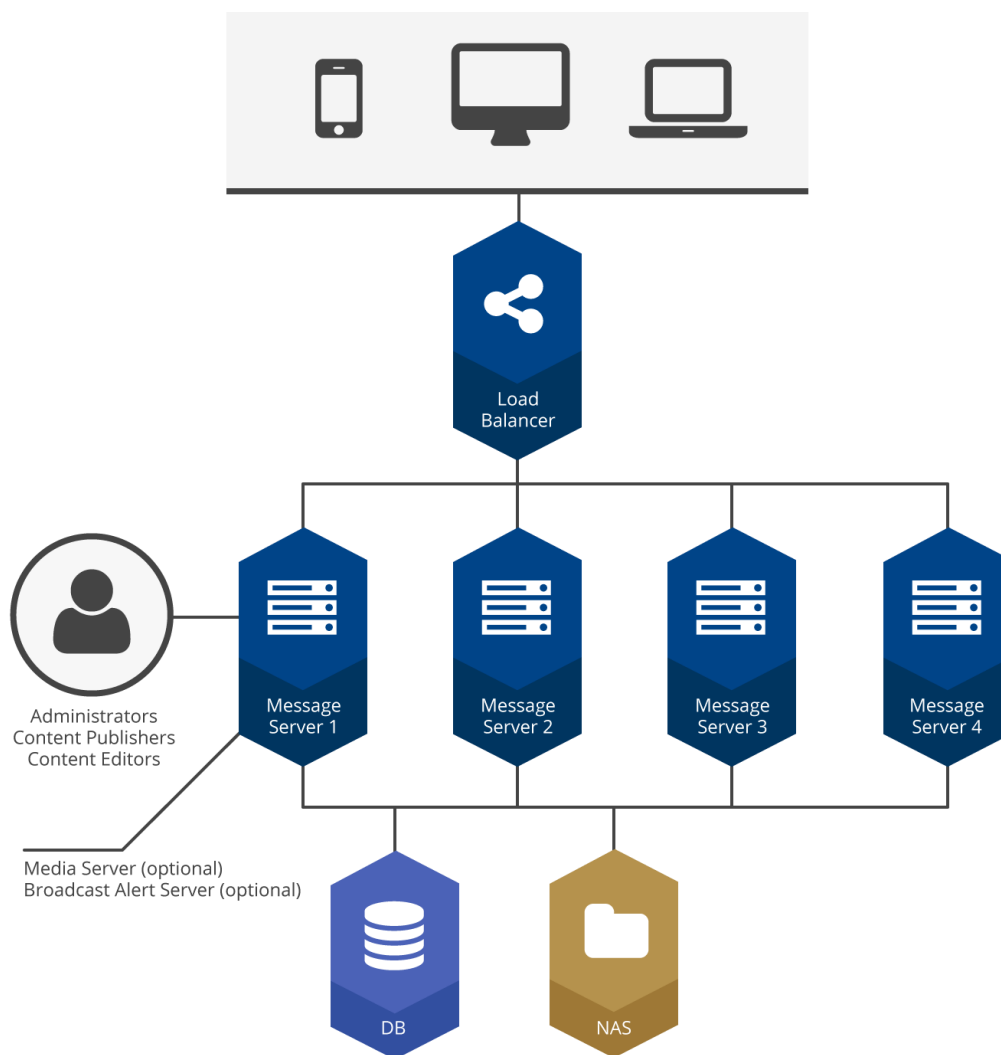 Load
Balancer
Message
Server 1
Message
Server 2
Message
Server 3
Message
Server 4
Administrators
Content Publishers
Content Editors
Media Server (optional)
Broadcast Alert Server (optional)
DB
NAS